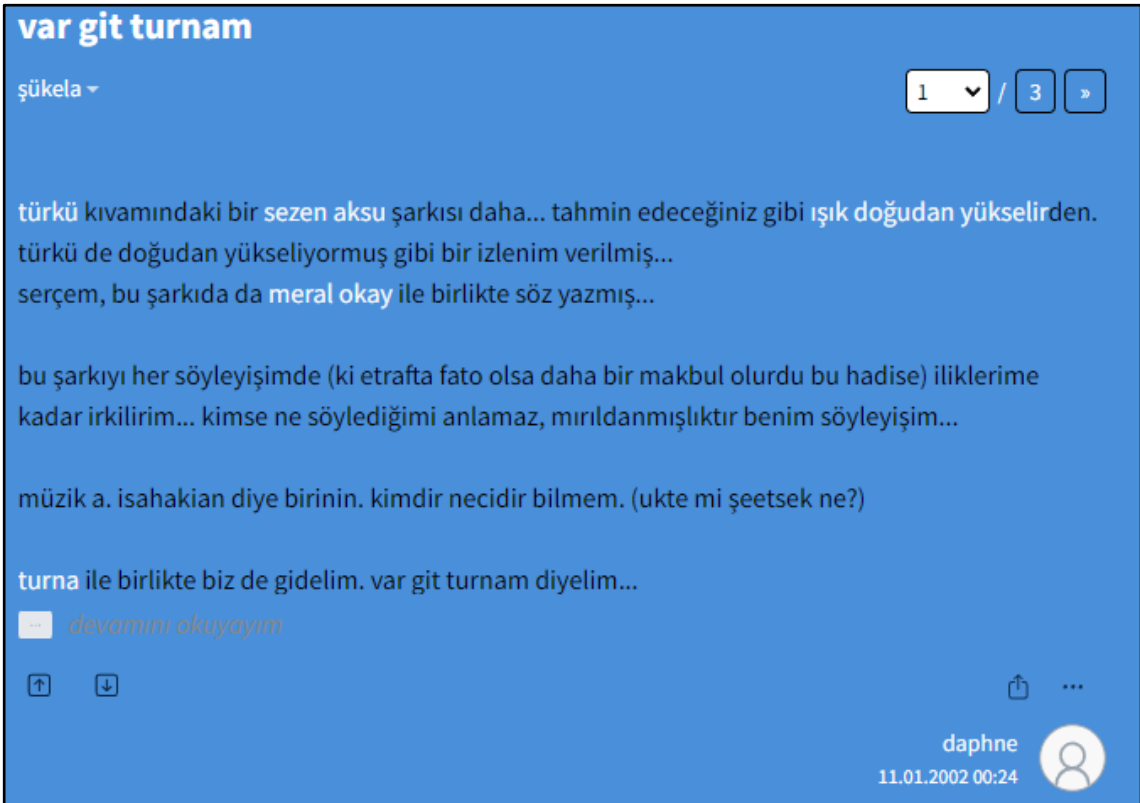 var git turnam
şükela
1 / 3 »
türkü kıvamındaki bir sezen aksu şarkısı daha... tahmin edeceğiniz gibi ışık doğudan yükselirden.
türkü de doğudan yükseliyormuş gibi bir izlenim verilmiş...
serçem, bu şarkıda da meral okay ile birlikte söz yazmış...
bu şarkıyı her söyleyişimde (ki etrafta fato olsa daha bir makbul olurdu bu hadise) iliklerime
kadar irkilirim... kimse ne söylediğimi anlamaz, mırıldanmışlıktır benim söyleyişim...
müzik a. isahakian diye birinin. kimdir necidir bilmem. (ukte mi şeetsek ne?)
turna ile birlikte biz de gidelim. var git turnam diyelim...
... devamını okuyayım
daphne
11.01.2002 00:24